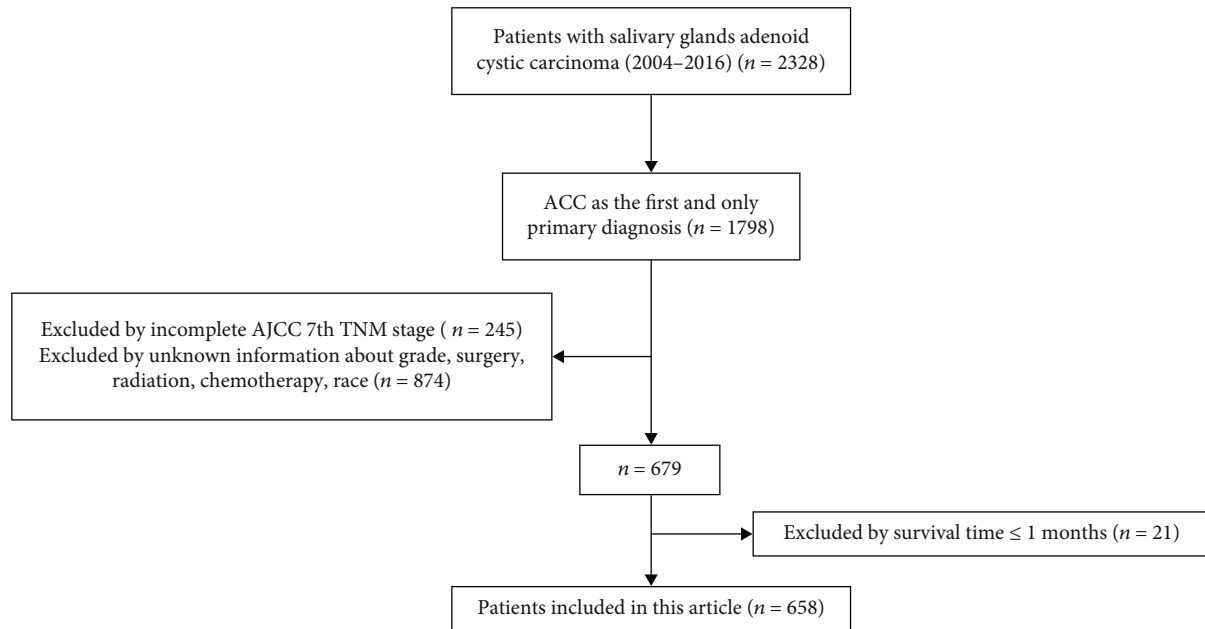 Patients with salivary glands adenoid
cystic carcinoma (2004–2016) (n = 2328)
ACC as the first and only
primary diagnosis (n = 1798)
Excluded by incomplete AJCC 7th TNM stage ( n = 245)
Excluded by unknown information about grade, surgery,
radiation, chemotherapy, race (n = 874)
n = 679
Excluded by survival time ≤ 1 months (n = 21)
Patients included in this article (n = 658)